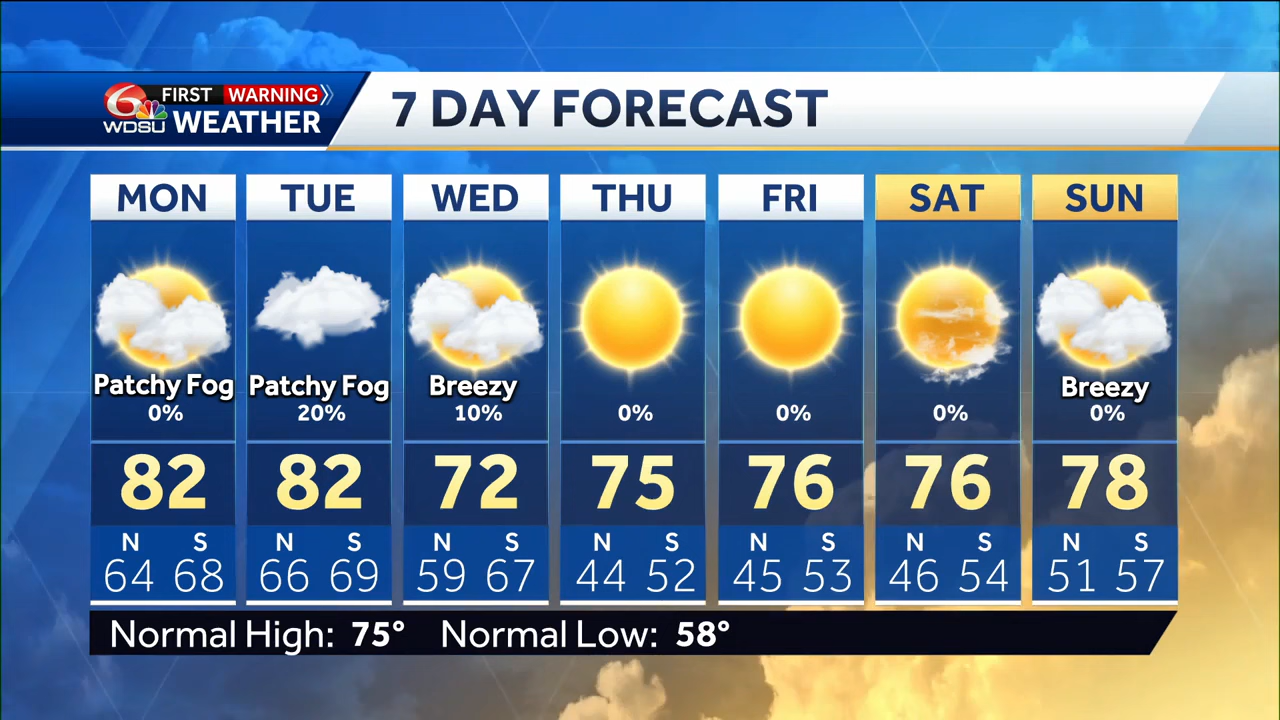 6
WDSU
FIRST WARNING
WEATHER
7 DAY FORECAST
MON TUE WED THU FRI SAT SUN
Patchy Fog Patchy Fog Breezy Breezy
0% 20% 10% 0% 0% 0% 0%
82 82 72 75 76 76 78
N S N S N S N S N S N S N S
64 68 66 69 59 67 44 52 45 53 46 54 51 57
Normal High: 75° Normal Low: 58°